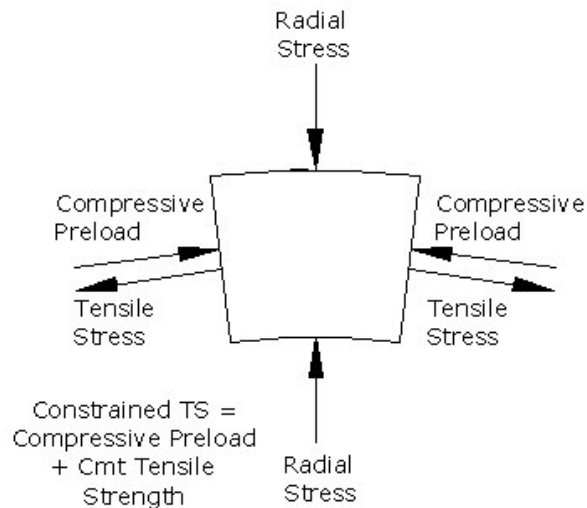 Radial
Stress
Compressive
Preload
Compressive
Preload
Tensile
Stress
Tensile
Stress
Constrained TS =
Compressive Preload
+ Cmt Tensile
Strength
Radial
Stress